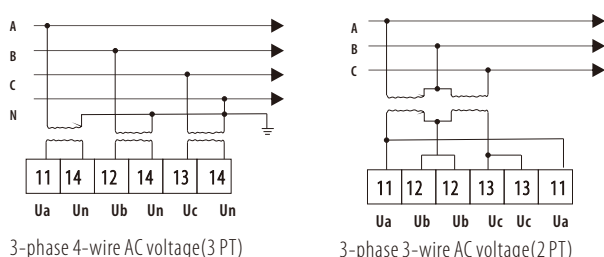 A
B
C
N
11 14 12 14 13 14
Ua Un Ub Un Uc Un
3-phase 4-wire AC voltage(3 PT)
A
B
C
11 12 12 13 13 11
Ua Ub Ub Uc Uc Ua
3-phase 3-wire AC voltage(2 PT)